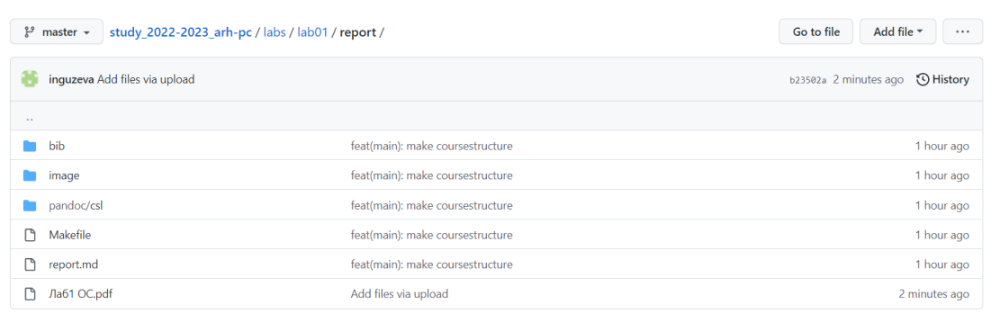 master study_2022-2023_arh-pc / labs / lab01 / report / Go to file Add file ...
inguzeva Add files via upload b23502a 2 minutes ago History
..
bib feat(main): make coursestructure 1 hour ago
image feat(main): make coursestructure 1 hour ago
pandoc/csl feat(main): make coursestructure 1 hour ago
Makefile feat(main): make coursestructure 1 hour ago
report.md feat(main): make coursestructure 1 hour ago
Лаб1 ОС.pdf Add files via upload 2 minutes ago